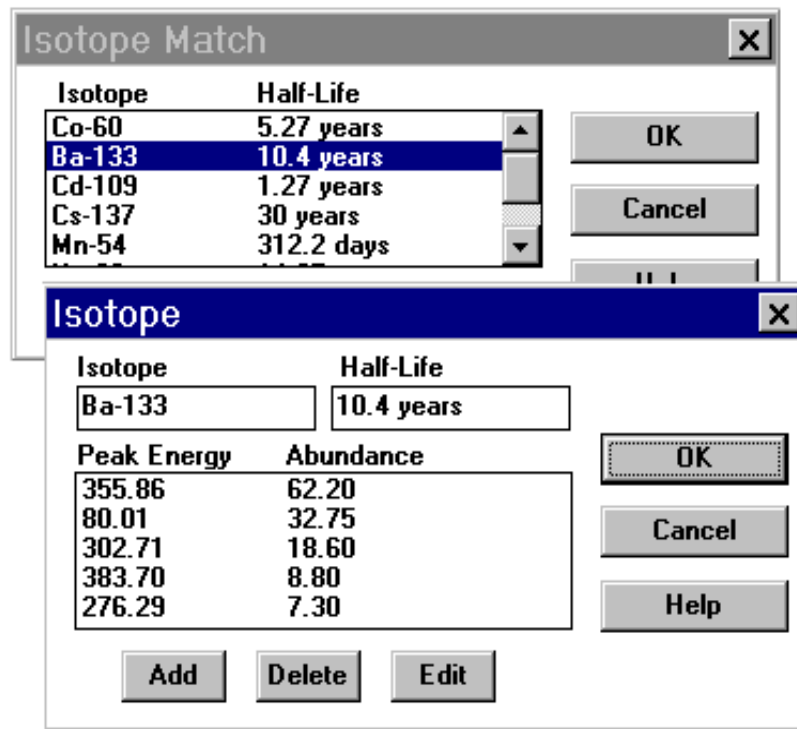 Isotope Match
Isotope Half-Life
Co-60 5.27 years
Ba-133 10.4 years
Cd-109 1.27 years
Cs-137 30 years
Mn-54 312.2 days
OK
Cancel
Isotope
Isotope Half-Life
Ba-133 10.4 years
Peak Energy Abundance
355.86 62.20
80.01 32.75
302.71 18.60
383.70 8.80
276.29 7.30
OK
Cancel
Help
Add Delete Edit